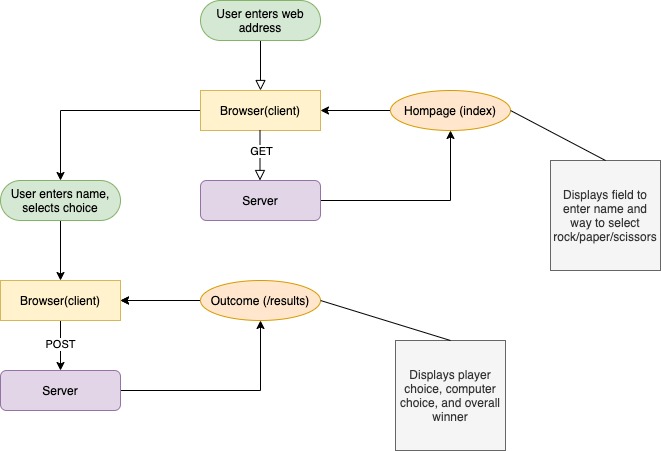 User enters web
address
Browser(client)
Hompage (index)
GET
Server
Displays field to
enter name and
way to select
rock/paper/scissors
User enters name,
selects choice
Browser(client)
Outcome (/results)
POST
Server
Displays player
choice, computer
choice, and overall
winner